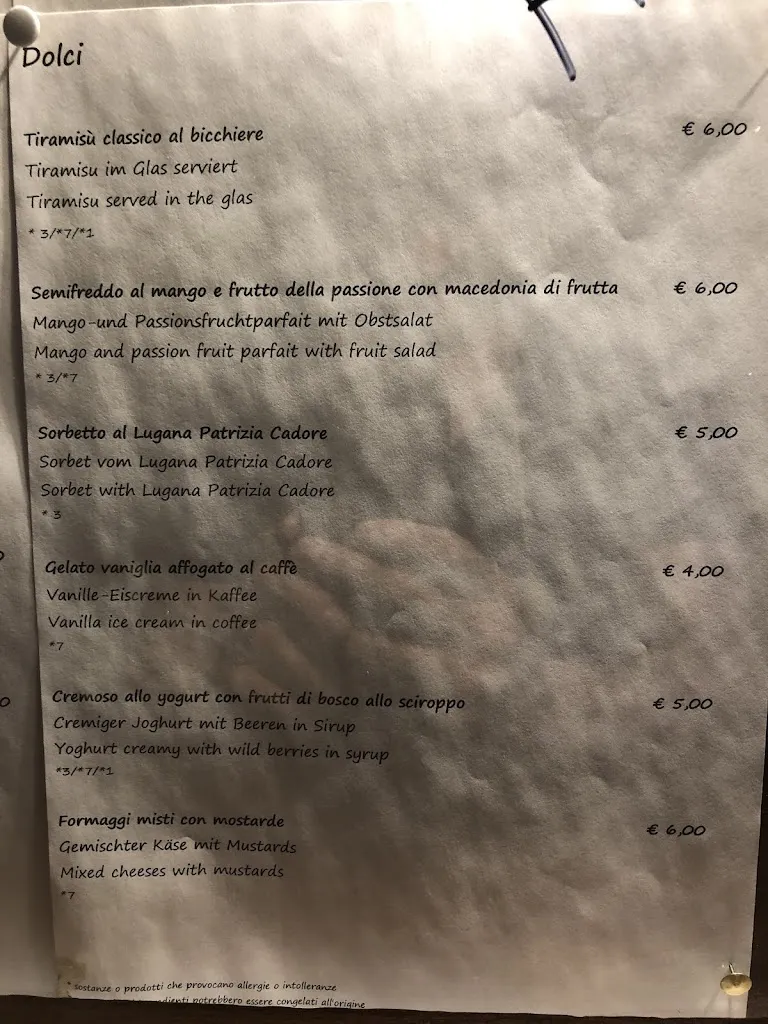 Dolci
Tiramisù classico al bicchiere € 6,00
Tiramisu im Glas serviert
Tiramisu served in the glas
* 3/*7/*1
Semifreddo al mango e frutto della passione con macedonia di frutta € 6,00
Mango-und Passionsfruchtparfait mit Obstsalat
Mango and passion fruit parfait with fruit salad
* 3/*7
Sorbetto al Lugana Patrizia Cadore € 5,00
Sorbet vom Lugana Patrizia Cadore
Sorbet with Lugana Patrizia Cadore
* 3
Gelato vaniglia affogato al caffè € 4,00
Vanille-Eiscreme in Kaffee
Vanilla ice cream in coffee
*7
Cremoso allo yogurt con frutti di bosco allo sciroppo € 5,00
Cremiger Joghurt mit Beeren in Sirup
Yoghurt creamy with wild berries in syrup
*3/*7/*1
Formaggi misti con mostarde € 6,00
Gemischter Käse mit Mustards
Mixed cheeses with mustards
*7
* sostanze o prodotti che provocano allergie o intolleranze
potrebbero essere congelati all'origine